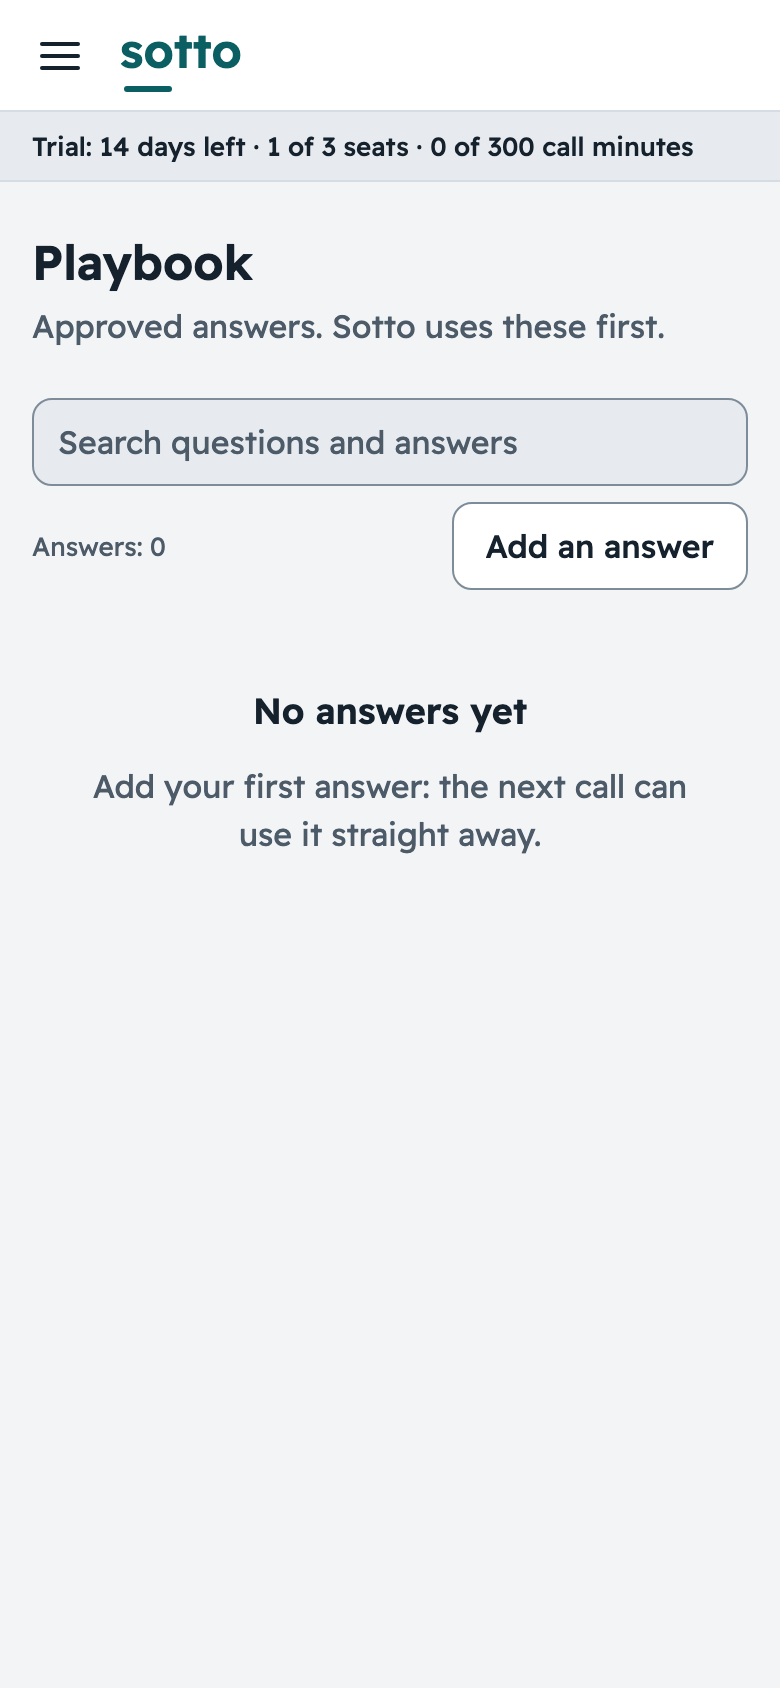 sotto
Trial: 14 days left · 1 of 3 seats · 0 of 300 call minutes
Playbook
Approved answers. Sotto uses these first.
Search questions and answers
Answers: 0
Add an answer
No answers yet
Add your first answer: the next call can
use it straight away.